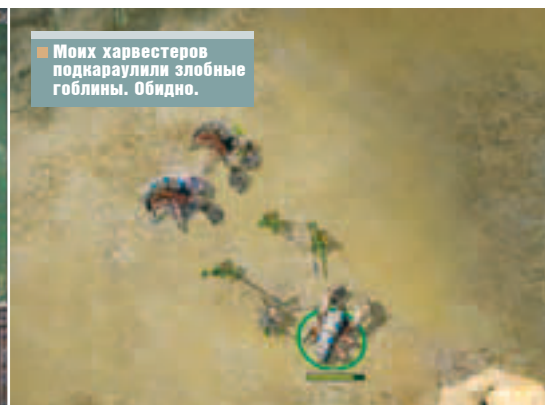 Моих харвестеров
подкараулили злобные
гоблины. Обидно.